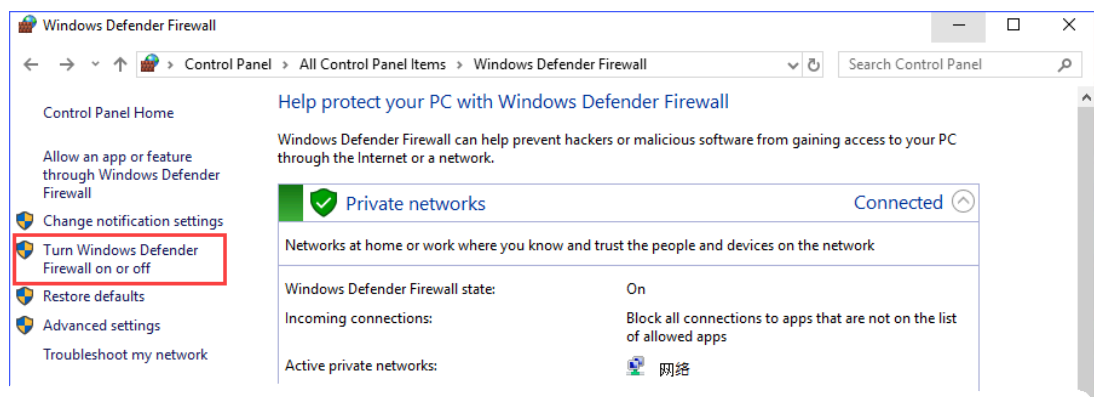 Windows Defender Firewall
Control Panel › All Control Panel Items › Windows Defender Firewall
Search Control Panel
Control Panel Home
Allow an app or feature
through Windows Defender
Firewall
Change notification settings
Turn Windows Defender
Firewall on or off
Restore defaults
Advanced settings
Troubleshoot my network
Help protect your PC with Windows Defender Firewall
Windows Defender Firewall can help prevent hackers or malicious software from gaining access to your PC
through the Internet or a network.
Private networks
Connected
Networks at home or work where you know and trust the people and devices on the network
Windows Defender Firewall state: On
Incoming connections: Block all connections to apps that are not on the list
of allowed apps
Active private networks: 网络